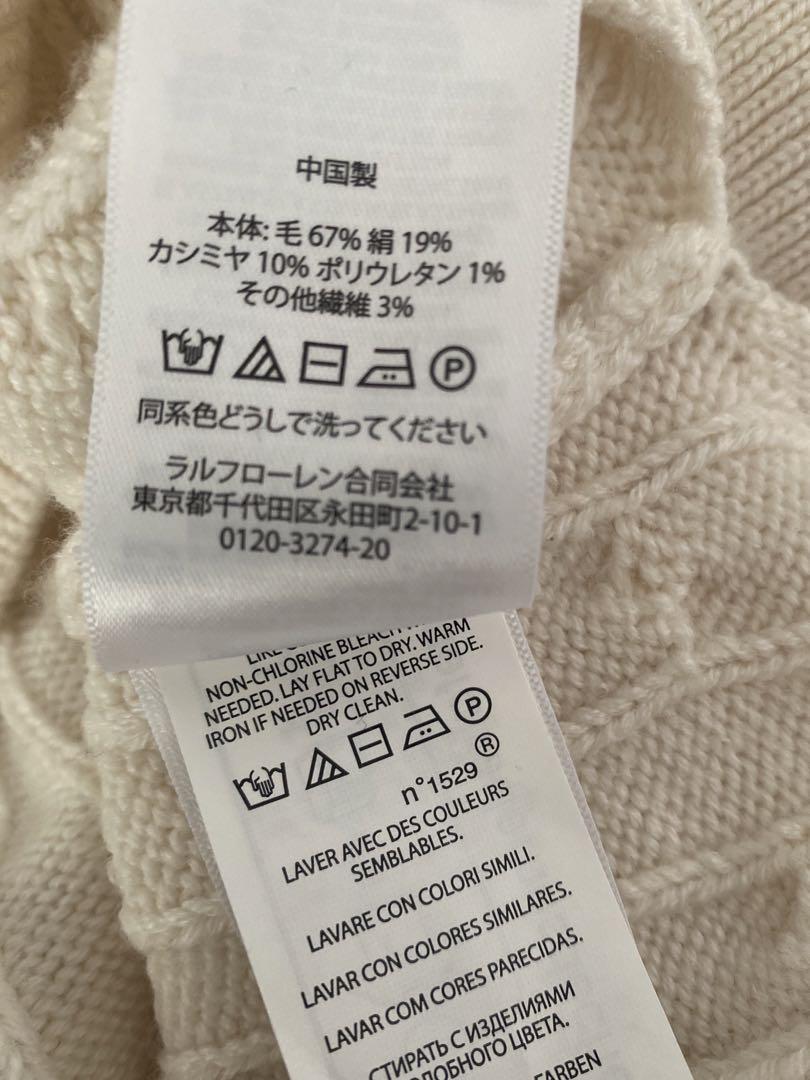 中国製
本体: 毛 67% 絹 19%
カシミヤ 10% ポリウレタン 1%
その他繊維 3%
P
同系色どうしで洗ってください
ラルフローレン合同会社
東京都千代田区永田町2-10-1
0120-3274-20
LIKE
NON-CHLORINE BLEACH
NEEDED. LAY FLAT TO DRY. WARM
IRON IF NEEDED ON REVERSE SIDE.
DRY CLEAN.
P
n°1529 ®
LAVER AVEC DES COULEURS
SEMBLABLES.
LAVARE CON COLORI SIMILI.
LAVAR CON COLORES SIMILARES.
LAVAR COM CORES PARECIDAS.
СТИРАТЬ С ИЗДЕЛИЯМИ
ПОДОБНОГО ЦВЕТА.
FARBEN